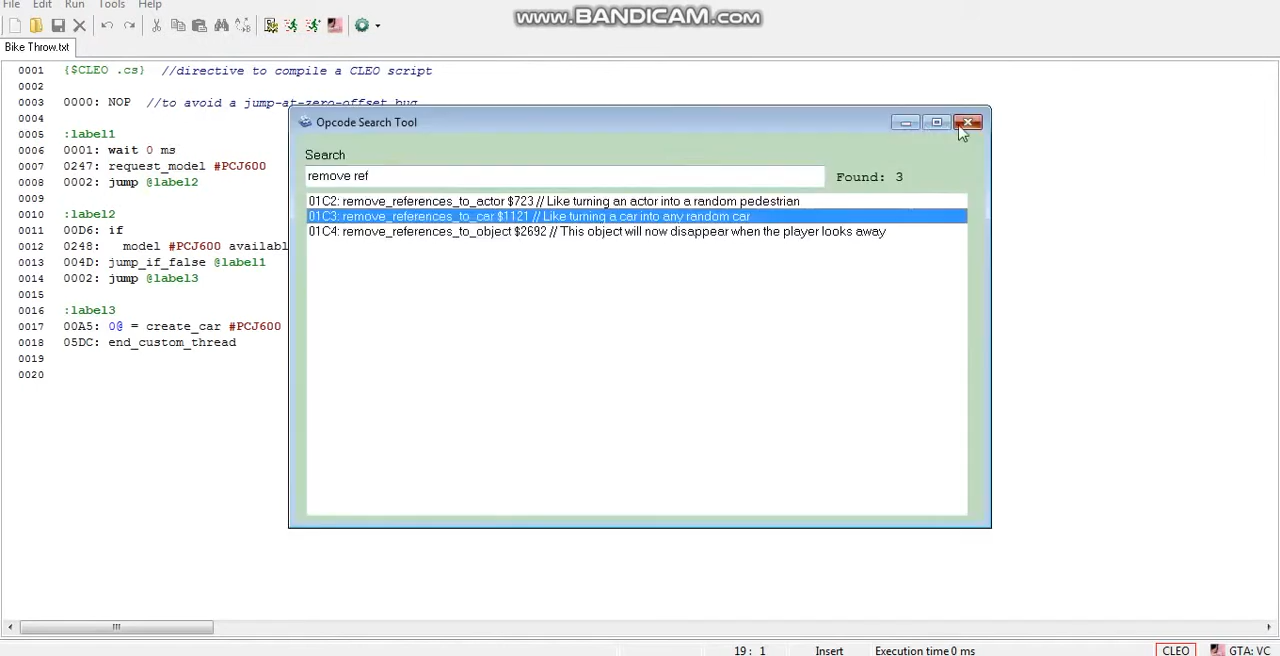 www.BANDICAM.com
File Edit Run Tools Help
Bike Throw.txt
0001 {$CLEO .cs} //directive to compile a CLEO script
0002
0003 0000: NOP //to avoid a jump-at-zero-offset bug
0004
0005 :label1
0006 0001: wait 0 ms
0007 0247: request_model #PCJ600
0008 0002: jump @label2
0009
0010 :label2
0011 00D6: if
0012 0248: model #PCJ600 available
0013 004D: jump_if_false @label1
0014 0002: jump @label3
0015
0016 :label3
0017 00A5: 0@ = create_car #PCJ600
0018 05DC: end_custom_thread
0019
0020
Opcode Search Tool
Search
remove ref
Found: 3
01C2: remove_references_to_actor $723 // Like turning an actor into a random pedestrian
01C3: remove_references_to_car $1121 // Like turning a car into any random car
01C4: remove_references_to_object $2692 // This object will now disappear when the player looks away
19: 1 Insert Execution time 0 ms CLEO GTA: VC